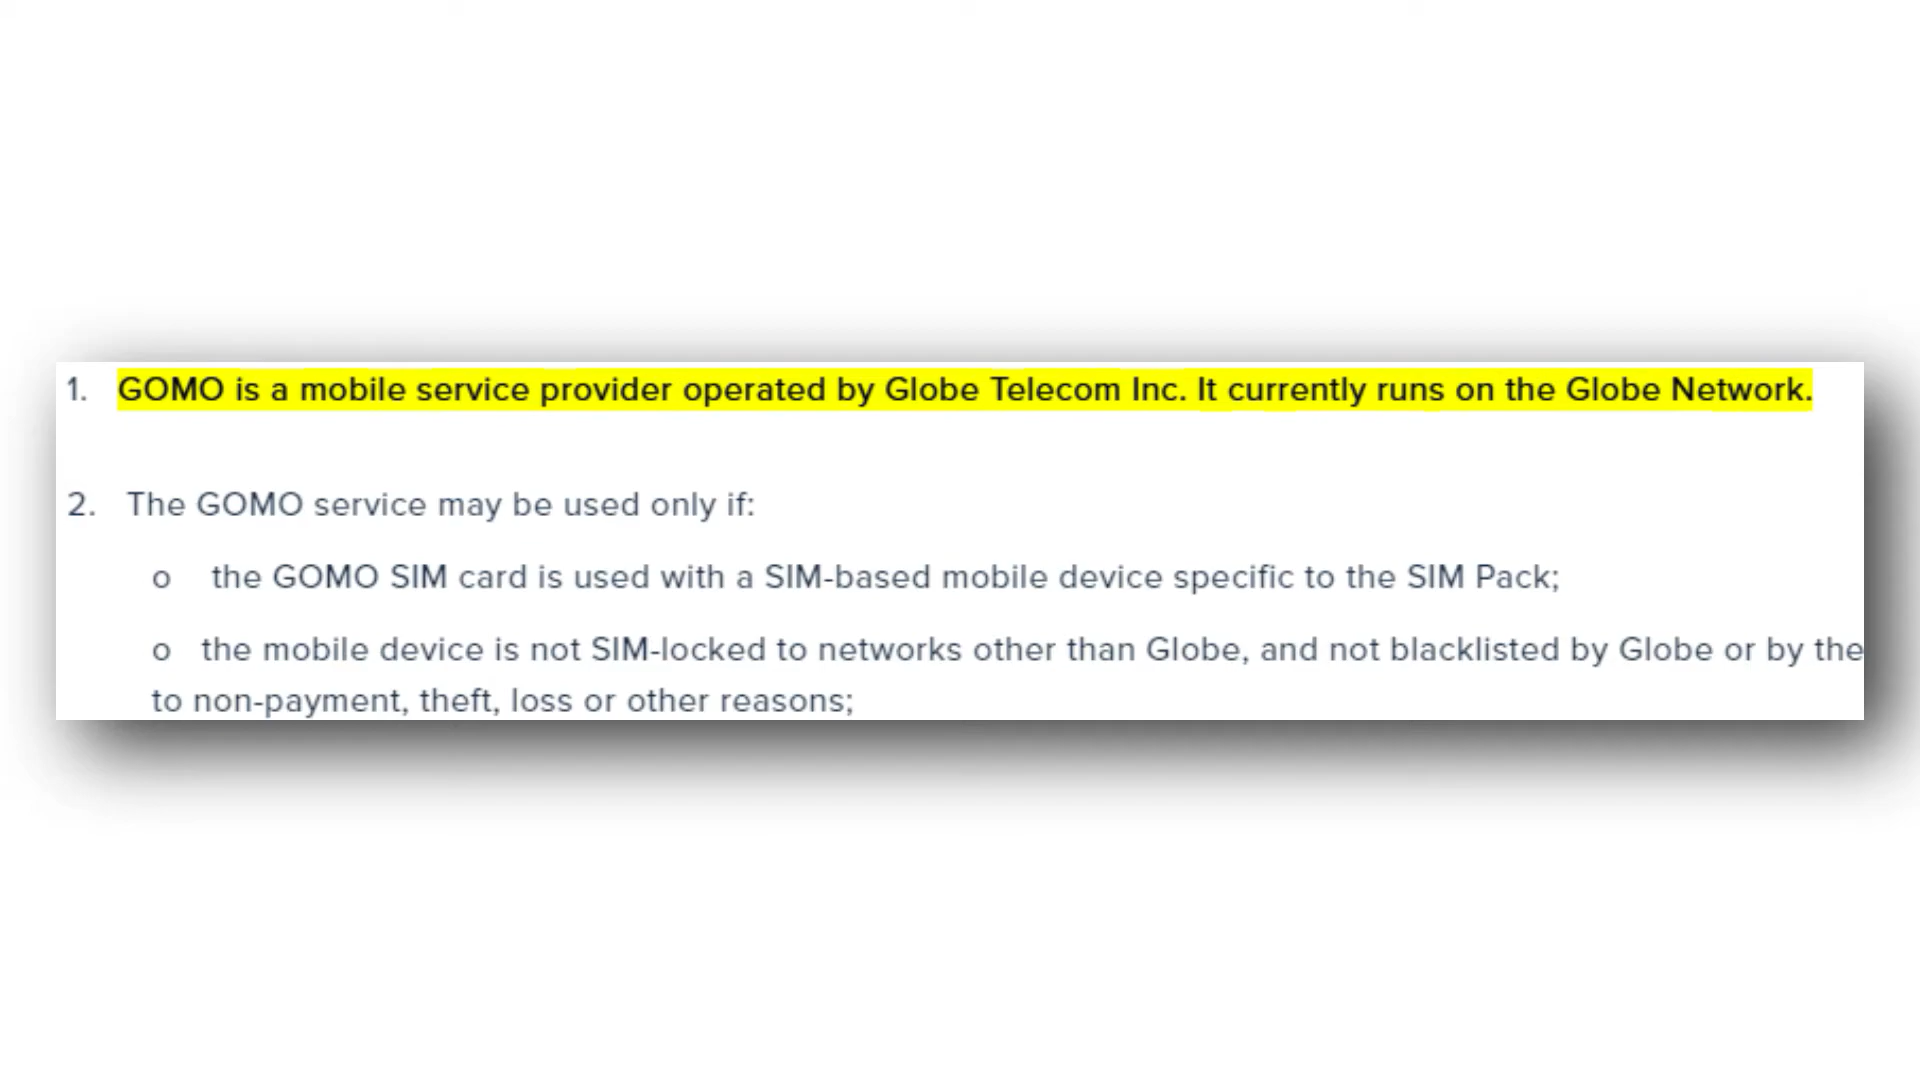 1. GOMO is a mobile service provider operated by Globe Telecom Inc. It currently runs on the Globe Network.
2. The GOMO service may be used only if:
o the GOMO SIM card is used with a SIM-based mobile device specific to the SIM Pack;
o the mobile device is not SIM-locked to networks other than Globe, and not blacklisted by Globe or by the
to non-payment, theft, loss or other reasons;